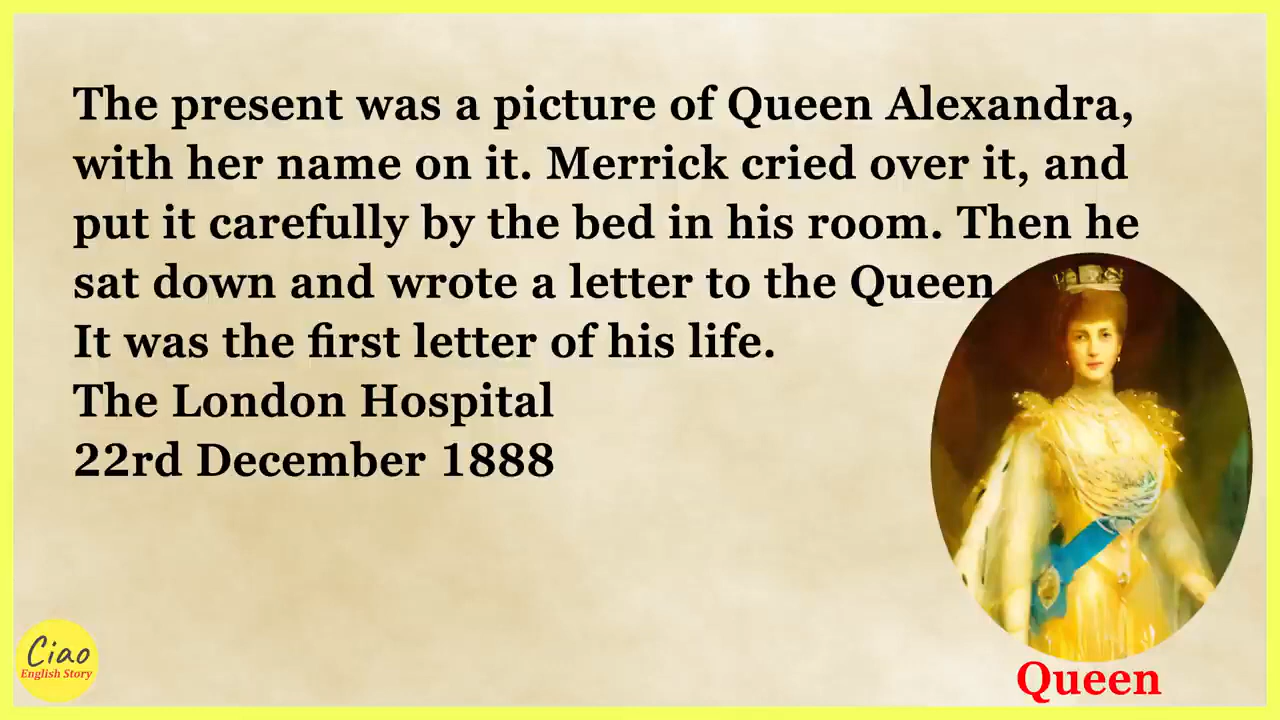 The present was a picture of Queen Alexandra,
with her name on it. Merrick cried over it, and
put it carefully by the bed in his room. Then he
sat down and wrote a letter to the Queen
It was the first letter of his life.
The London Hospital
22rd December 1888
Queen
Ciao
English Story